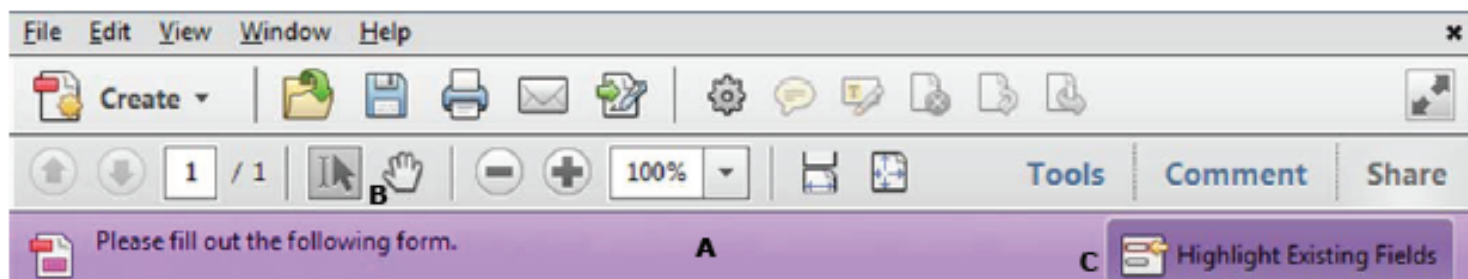 File Edit View Window Help
Create
1 / 1 B 100% Tools Comment Share
Please fill out the following form. A C Highlight Existing Fields